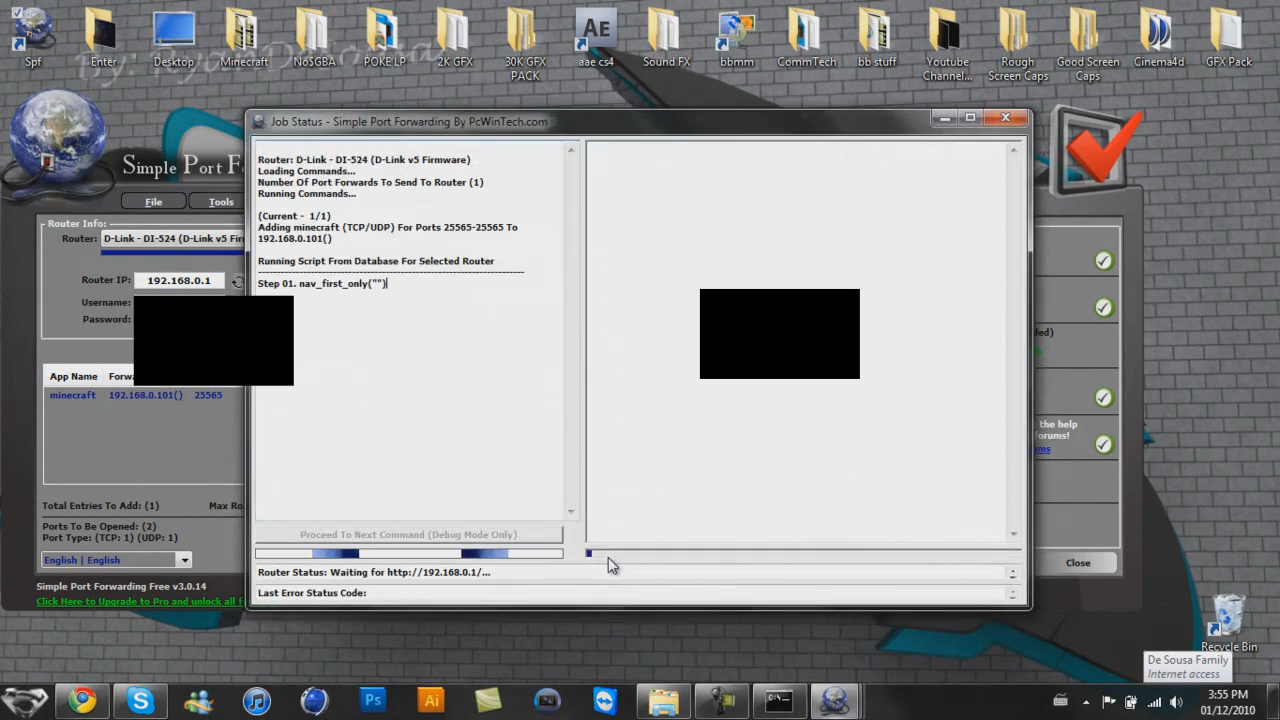 Spf
Enter
Desktop
Minecraft
No$GBA
POKE LP
2K GFX
30K GFX
PACK
AE
aae cs4
Sound FX
bbmm
CommTech
bb stuff
Youtube
Channel...
Rough
Screen Caps
Good Screen
Caps
Cinema4d
GFX Pack
Job Status - Simple Port Forwarding By PcWinTech.com
Simple Port F
File
Tools
Router Info:
Router: D-Link - DI-524 (D-Link v5 Firm
Router IP: 192.168.0.1
Username:
Password:
App Name Forw
minecraft 192.168.0.101() 25565
Total Entries To Add: (1) Max Ro
Ports To Be Opened: (2)
Port Type: (TCP: 1) (UDP: 1)
English | English
Simple Port Forwarding Free v3.0.14
Click Here to Upgrade to Pro and unlock all f
Router: D-Link - DI-524 (D-Link v5 Firmware)
Loading Commands...
Number Of Port Forwards To Send To Router (1)
Running Commands...
(Current - 1/1)
Adding minecraft (TCP/UDP) For Ports 25565-25565 To
192.168.0.101()
Running Script From Database For Selected Router
Step 01. nav_first_only("")
Proceed To Next Command (Debug Mode Only)
Router Status: Waiting for http://192.168.0.1/...
Last Error Status Code:
led)
the help
forums!
ms
Close
Recycle Bin
De Sousa Family
Internet access
Ps
Ai
C:\
3:55 PM
01/12/2010